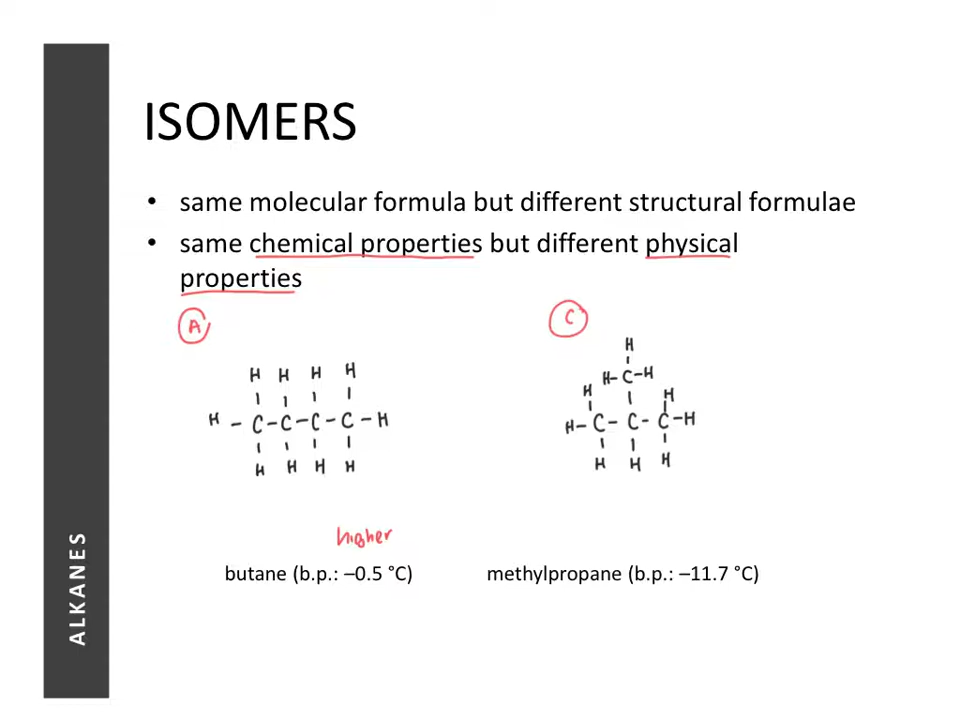 ISOMERS
• same molecular formula but different structural formulae
• same chemical properties but different physical
properties
A
C
H
H H H H
H-C-H
H H
H - C - C - C - C - H
H - C - C - C - H
H H H H
H H H
higher
butane (b.p.: –0.5 °C)
methylpropane (b.p.: –11.7 °C)
ALKANES